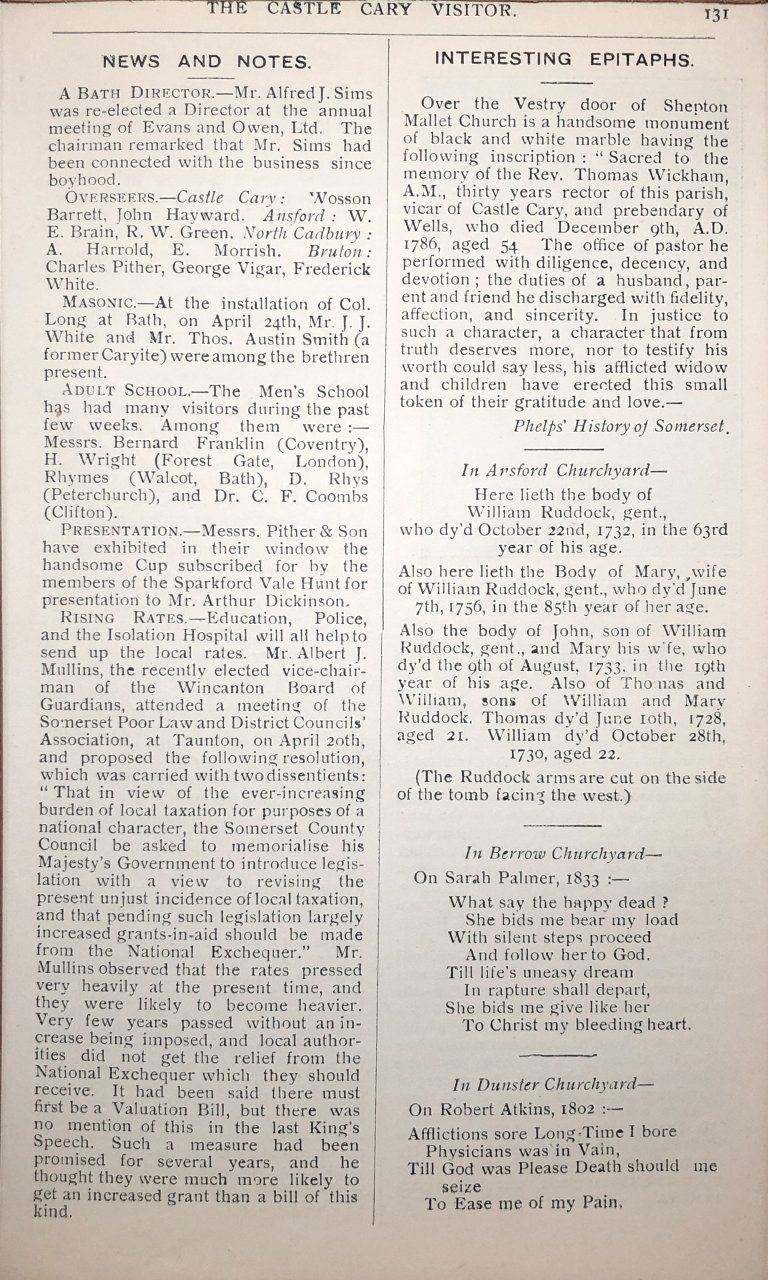 THE CASTLE CARY VISITOR.
131
NEWS AND NOTES.
A BATH DIRECTOR.—Mr. Alfred J. Sims
was re-elected a Director at the annual
meeting of Evans and Owen, Ltd. The
chairman remarked that Mr. Sims had
been connected with the business since
boyhood.
OVERSEERS.—Castle Cary: Wosson
Barrett, John Hayward. Ansford: W.
E. Brain, R. W. Green. North Cadbury:
A. Harrold, E. Morrish. Bruton:
Charles Pither, George Vigar, Frederick
White.
MASONIC.—At the installation of Col.
Long at Bath, on April 24th, Mr. J. J.
White and Mr. Thos. Austin Smith (a
former Caryite) were among the brethren
present.
ADULT SCHOOL.—The Men's School
has had many visitors during the past
few weeks. Among them were :—
Messrs. Bernard Franklin (Coventry),
H. Wright (Forest Gate, London),
Rhymes (Walcot, Bath), D. Rhys
(Peterchurch), and Dr. C. F. Coombs
(Clifton).
PRESENTATION.—Messrs. Pither & Son
have exhibited in their window the
handsome Cup subscribed for by the
members of the Sparkford Vale Hunt for
presentation to Mr. Arthur Dickinson.
RISING RATES.—Education, Police,
and the Isolation Hospital will all help to
send up the local rates. Mr. Albert J.
Mullins, the recently elected vice-chair-
man of the Wincanton Board of
Guardians, attended a meeting of the
Somerset Poor Law and District Councils'
Association, at Taunton, on April 20th,
and proposed the following resolution,
which was carried with two dissentients:
"That in view of the ever-increasing
burden of local taxation for purposes of a
national character, the Somerset County
Council be asked to memorialise his
Majesty's Government to introduce legis-
lation with a view to revising the
present unjust incidence of local taxation,
and that pending such legislation largely
increased grants-in-aid should be made
from the National Exchequer." Mr.
Mullins observed that the rates pressed
very heavily at the present time, and
they were likely to become heavier.
Very few years passed without an in-
crease being imposed, and local author-
ities did not get the relief from the
National Exchequer which they should
receive. It had been said there must
first be a Valuation Bill, but there was
no mention of this in the last King's
Speech. Such a measure had been
promised for several years, and he
thought they were much more likely to
get an increased grant than a bill of this
kind.
INTERESTING EPITAPHS.
Over the Vestry door of Shepton
Mallet Church is a handsome monument
of black and white marble having the
following inscription : "Sacred to the
memory of the Rev. Thomas Wickham,
A.M., thirty years rector of this parish,
vicar of Castle Cary, and prebendary of
Wells, who died December 9th, A.D.
1786, aged 54 The office of pastor he
performed with diligence, decency, and
devotion ; the duties of a husband, par-
ent and friend he discharged with fidelity,
affection, and sincerity. In justice to
such a character, a character that from
truth deserves more, nor to testify his
worth could say less, his afflicted widow
and children have erected this small
token of their gratitude and love.—
Phelps' History of Somerset.
In Ansford Churchyard—
Here lieth the body of
William Ruddock, gent.,
who dy'd October 22nd, 1732, in the 63rd
year of his age.
Also here lieth the Body of Mary, wife
of William Ruddock, gent., who dy'd June
7th, 1756, in the 85th year of her age.
Also the body of John, son of William
Ruddock, gent., and Mary his wife, who
dy'd the 9th of August, 1733, in the 19th
year of his age. Also of Thomas and
William, sons of William and Mary
Ruddock. Thomas dy'd June 10th, 1728,
aged 21. William dy'd October 28th,
1730, aged 22.
(The Ruddock arms are cut on the side
of the tomb facing the west.)
In Berrow Churchyard—
On Sarah Palmer, 1833 :—
What say the happy dead ?
She bids me bear my load
With silent steps proceed
And follow her to God.
Till life's uneasy dream
In rapture shall depart,
She bids me give like her
To Christ my bleeding heart.
In Dunster Churchyard—
On Robert Atkins, 1802 :—
Afflictions sore Long-Time I bore
Physicians was in Vain,
Till God was Please Death should me
seize
To Ease me of my Pain.